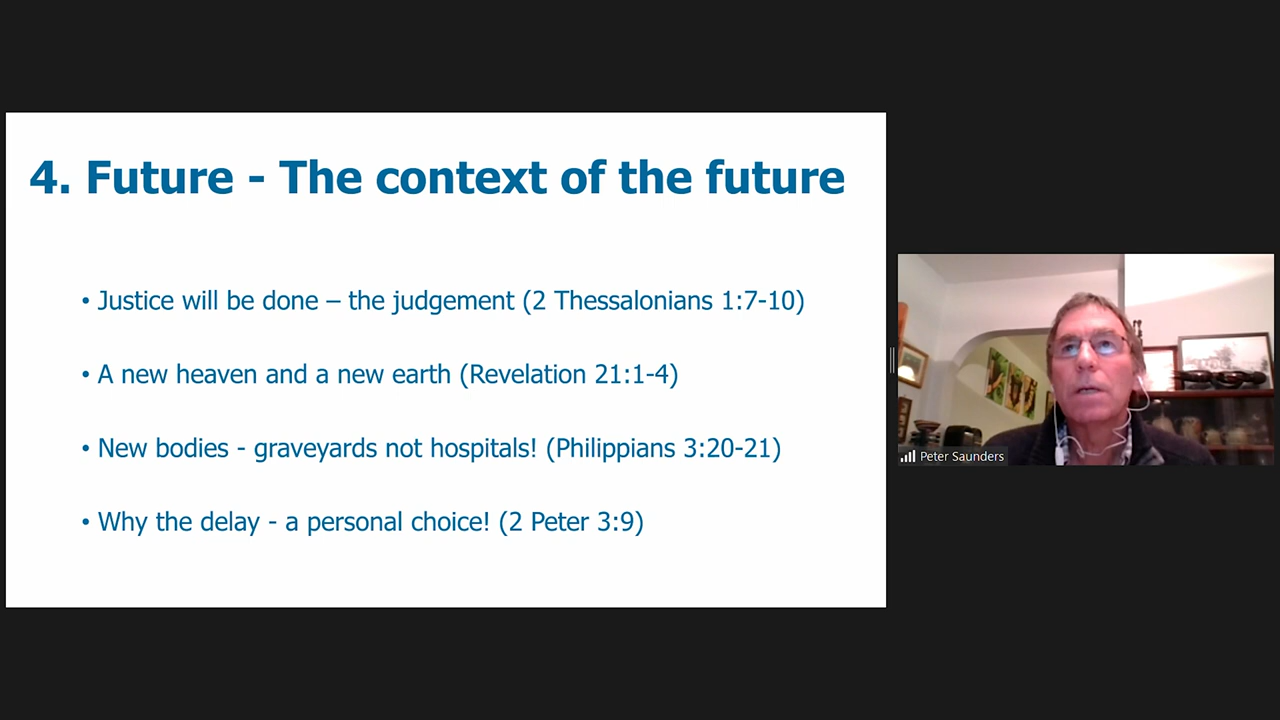 4. Future - The context of the future
• Justice will be done – the judgement (2 Thessalonians 1:7-10)
• A new heaven and a new earth (Revelation 21:1-4)
• New bodies - graveyards not hospitals! (Philippians 3:20-21)
• Why the delay - a personal choice! (2 Peter 3:9)
Peter Saunders